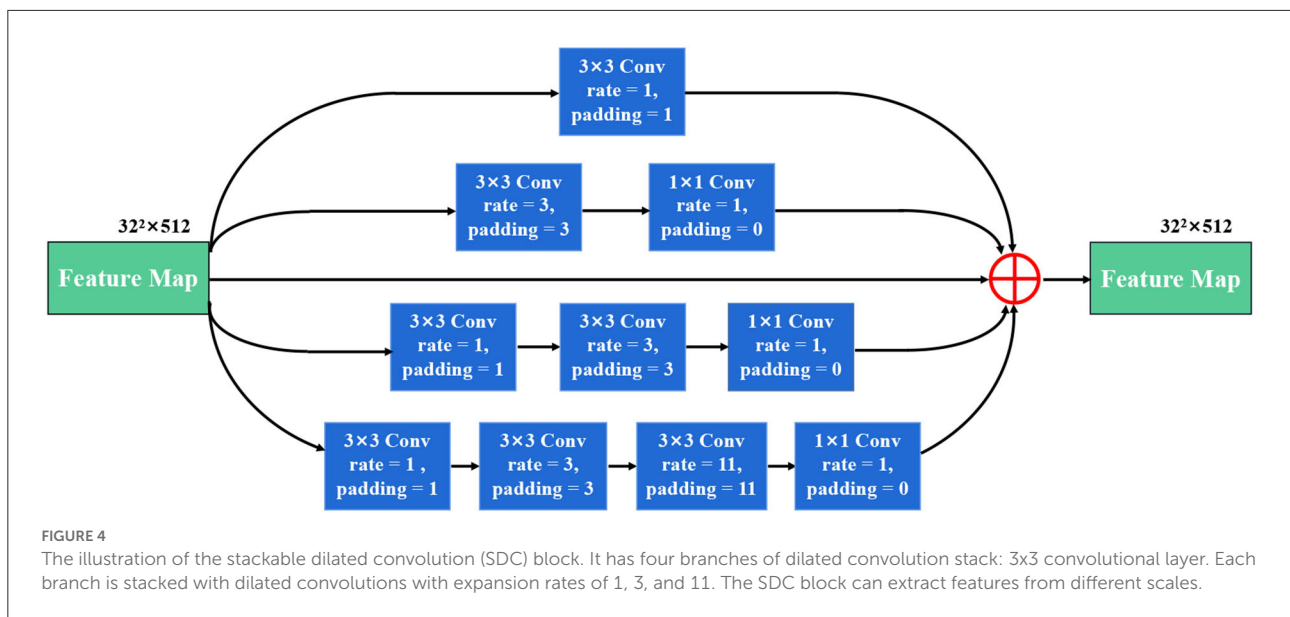 3×3 Conv
rate = 1,
padding = 1
3×3 Conv
rate = 3,
padding = 3
1×1 Conv
rate = 1,
padding = 0
32²×512
Feature Map
32²×512
Feature Map
3×3 Conv
rate = 1,
padding = 1
3×3 Conv
rate = 3,
padding = 3
1×1 Conv
rate = 1,
padding = 0
3×3 Conv
rate = 1 ,
padding = 1
3×3 Conv
rate = 3,
padding = 3
3×3 Conv
rate = 11,
padding = 11
1×1 Conv
rate = 1,
padding = 0
FIGURE 4
The illustration of the stackable dilated convolution (SDC) block. It has four branches of dilated convolution stack: 3x3 convolutional layer. Each
branch is stacked with dilated convolutions with expansion rates of 1, 3, and 11. The SDC block can extract features from different scales.